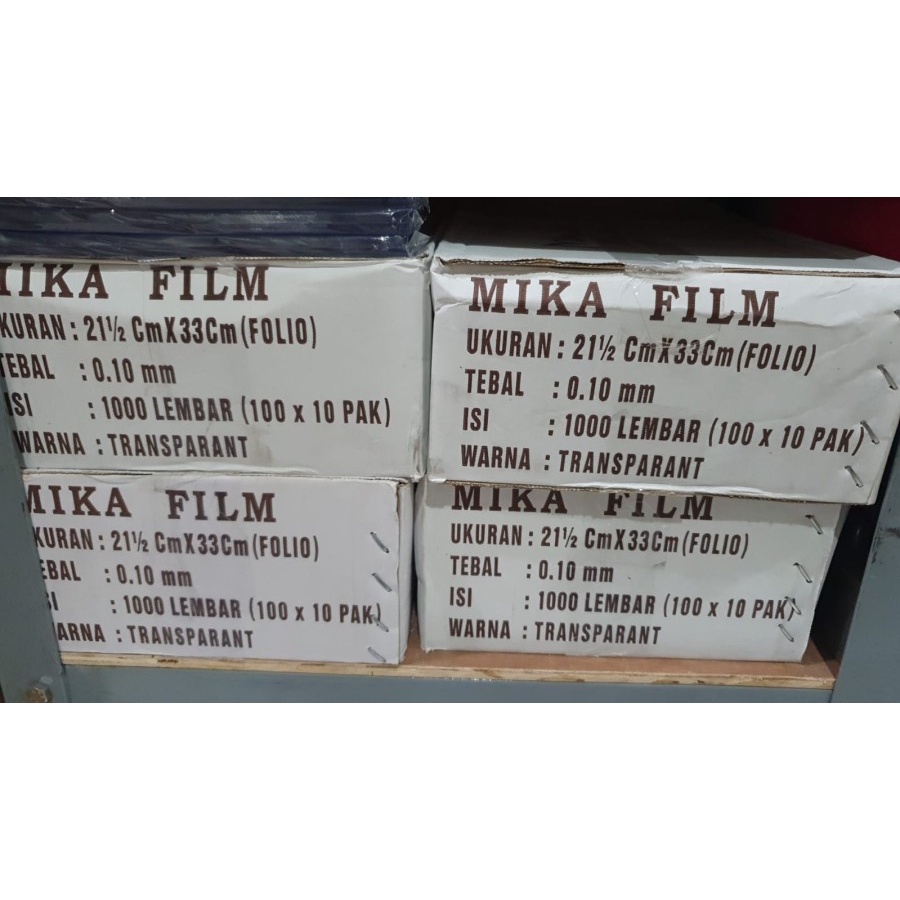 MIKA FILM
UKURAN : 21½ CmX33Cm (FOLIO)
TEBAL : 0.10 mm
ISI : 1000 LEMBAR (100 x 10 PAK)
WARNA : TRANSPARANT
MIKA FILM
UKURAN : 21½ CmX33Cm (FOLIO)
TEBAL : 0.10 mm
ISI : 1000 LEMBAR (100 x 10 PAK)
WARNA : TRANSPARANT
MIKA FILM
UKURAN : 21½ CmX33Cm (FOLIO)
TEBAL : 0.10 mm
ISI : 1000 LEMBAR (100 x 10 PAK)
WARNA : TRANSPARANT
MIKA FILM
UKURAN : 21½ CmX33Cm (FOLIO)
TEBAL : 0.10 mm
ISI : 1000 LEMBAR (100 x 10 PAK)
WARNA : TRANSPARANT